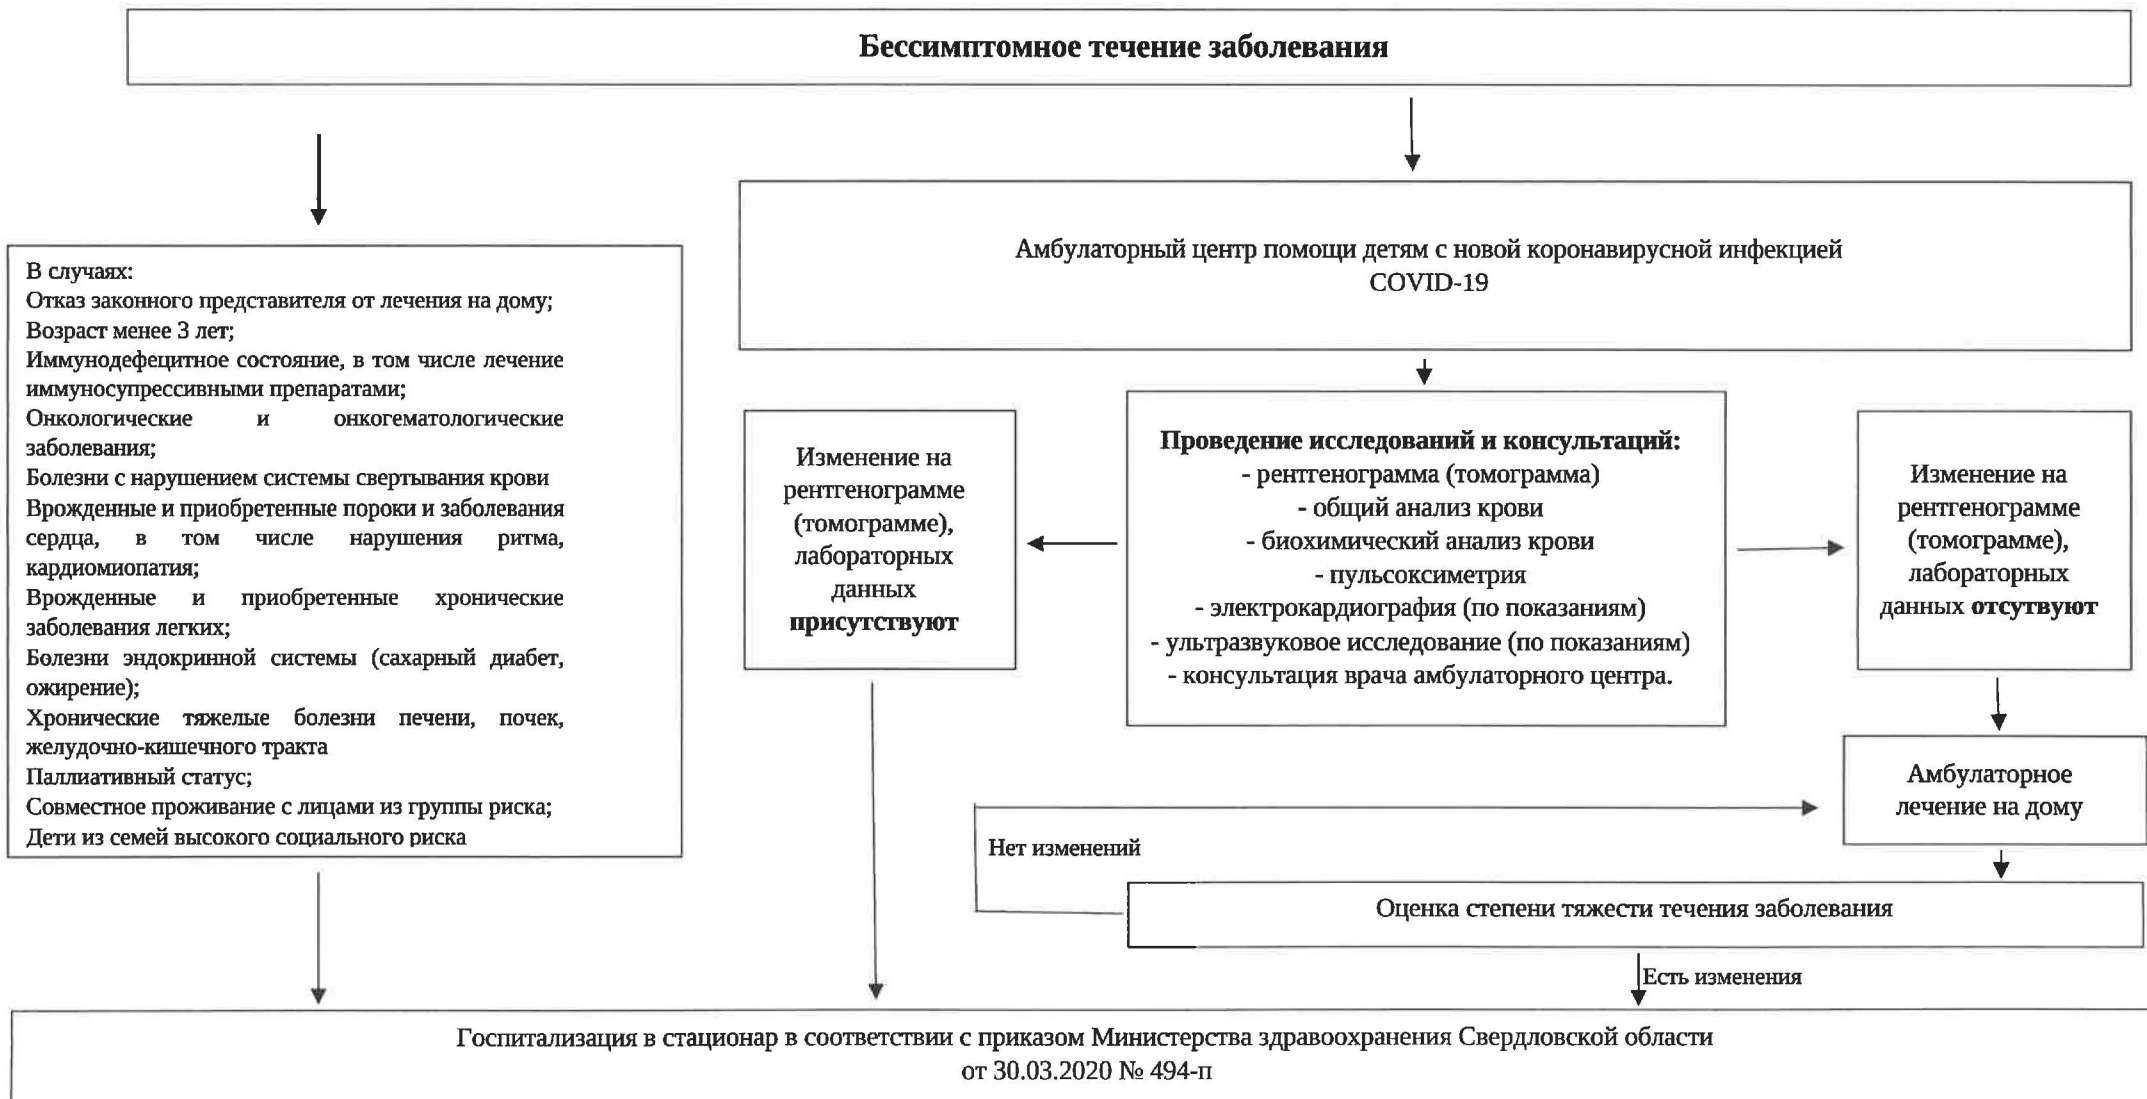 Бессимптомное течение заболевания
Амбулаторный центр помощи детям с новой коронавирусной инфекцией
COVID-19
В случаях:
Отказ законного представителя от лечения на дому;
Возраст менее 3 лет;
Иммунодефецитное состояние, в том числе лечение
иммуносупрессивными препаратами;
Онкологические и онкогематологические
заболевания;
Болезни с нарушением системы свертывания крови
Врожденные и приобретенные пороки и заболевания
сердца, в том числе нарушения ритма,
кардиомиопатия;
Врожденные и приобретенные хронические
заболевания легких;
Болезни эндокринной системы (сахарный диабет,
ожирение);
Хронические тяжелые болезни печени, почек,
желудочно-кишечного тракта
Паллиативный статус;
Совместное проживание с лицами из группы риска;
Дети из семей высокого социального риска
Изменение на
рентгенограмме
(томограмме),
лабораторных
данных
присутствуют
Проведение исследований и консультаций:
- рентгенограмма (томограмма)
- общий анализ крови
- биохимический анализ крови
- пульсоксиметрия
- электрокардиография (по показаниям)
- ультразвуковое исследование (по показаниям)
- консультация врача амбулаторного центра.
Изменение на
рентгенограмме
(томограмме),
лабораторных
данных отсутвуют
Амбулаторное
лечение на дому
Нет изменений
Оценка степени тяжести течения заболевания
Есть изменения
Госпитализация в стационар в соответствии с приказом Министерства здравоохранения Свердловской области
от 30.03.2020 № 494-п